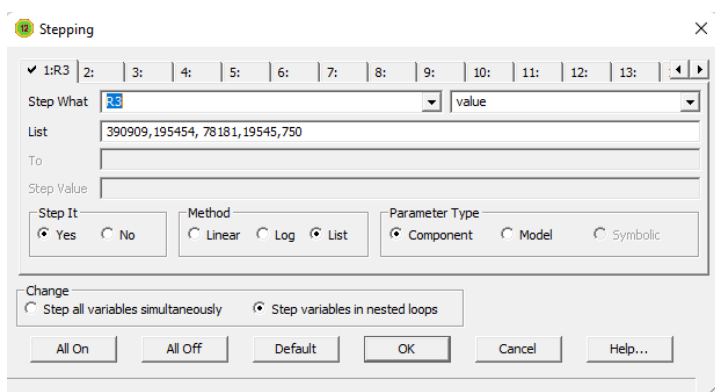 12 Stepping
1:R3 2: 3: 4: 5: 6: 7: 8: 9: 10: 11: 12: 13:
Step What R3 value
List 390909,195454, 78181,19545,750
To
Step Value
Step It Method Parameter Type
Yes No Linear Log List Component Model Symbolic
Change
Step all variables simultaneously Step variables in nested loops
All On All Off Default OK Cancel Help...